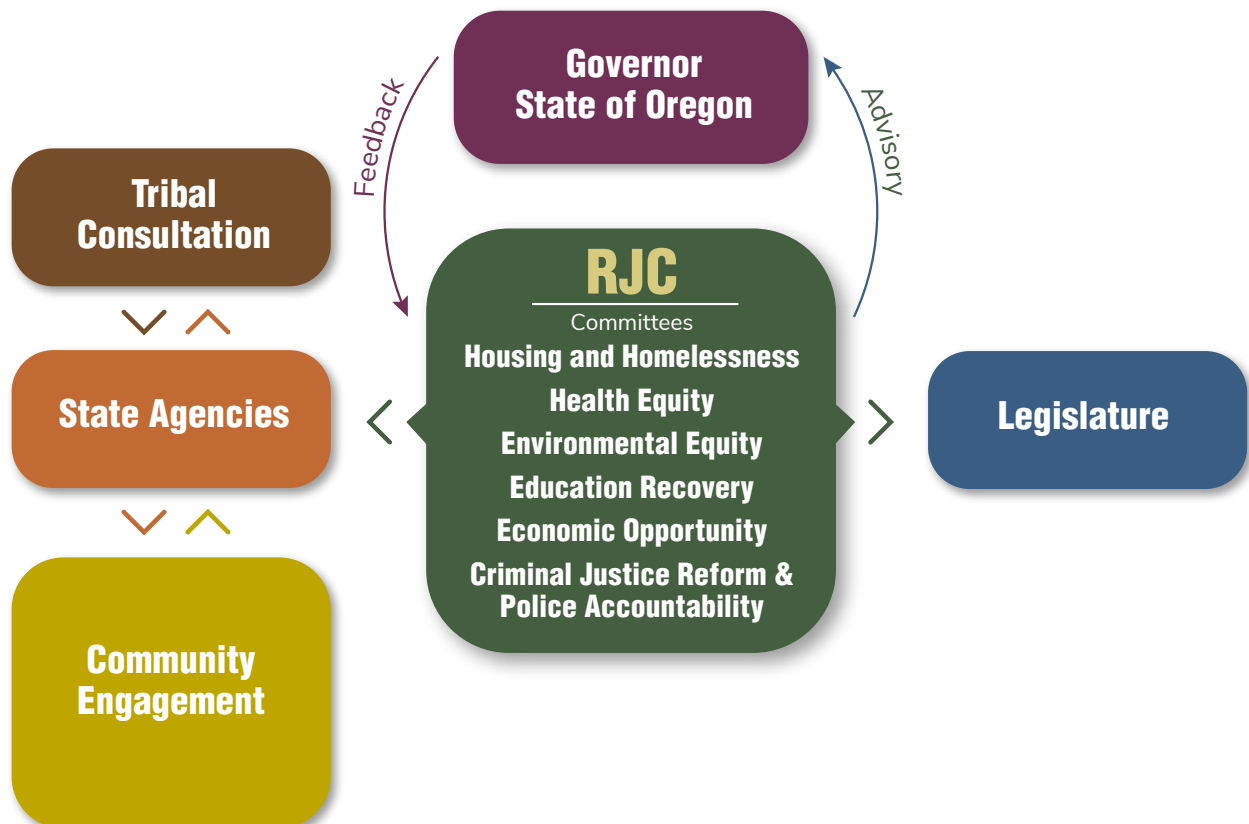 Governor
State of Oregon
Feedback
Advisory
Tribal
Consultation
State Agencies
Community
Engagement
RJC
Committees
Housing and Homelessness
Health Equity
Environmental Equity
Education Recovery
Economic Opportunity
Criminal Justice Reform &
Police Accountability
Legislature